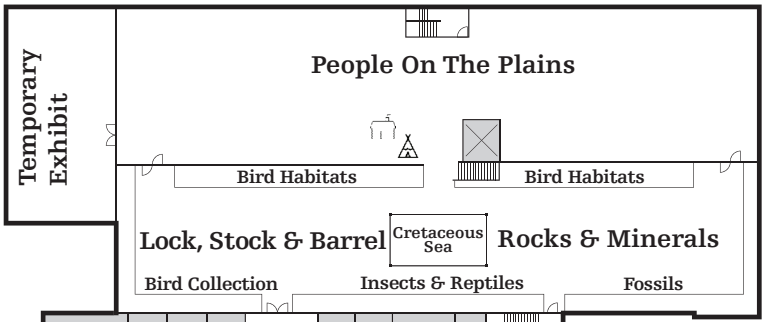 People On The Plains
Temporary
Exhibit
Bird Habitats
Bird Habitats
Lock, Stock & Barrel
Cretaceous
Sea
Rocks & Minerals
Bird Collection
Insects & Reptiles
Fossils